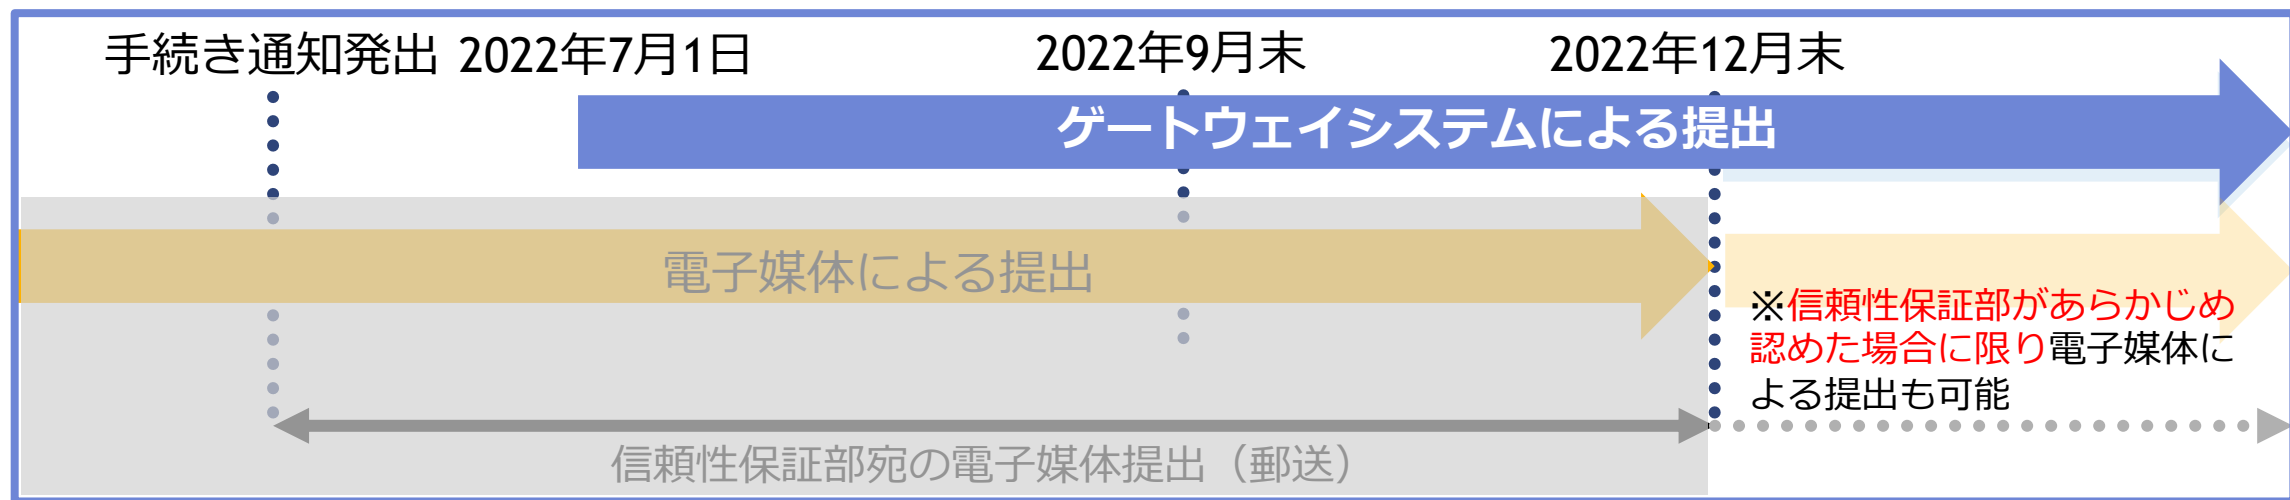 手続き通知発出 2022年7月1日 2022年9月末 2022年12月末
ゲートウェイシステムによる提出
電子媒体による提出
※信頼性保証部があらかじめ
認めた場合に限り電子媒体に
よる提出も可能
信頼性保証部宛の電子媒体提出（郵送）